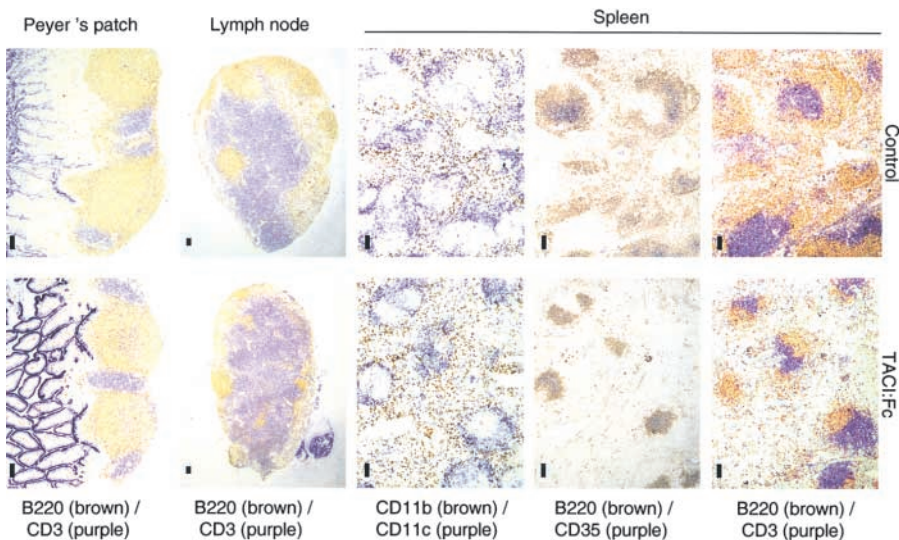 Peyer 's patch
Lymph node
Spleen
Control
TACI:Fc
B220 (brown) /
CD3 (purple)
B220 (brown) /
CD3 (purple)
CD11b (brown) /
CD11c (purple)
B220 (brown) /
CD35 (purple)
B220 (brown) /
CD3 (purple)